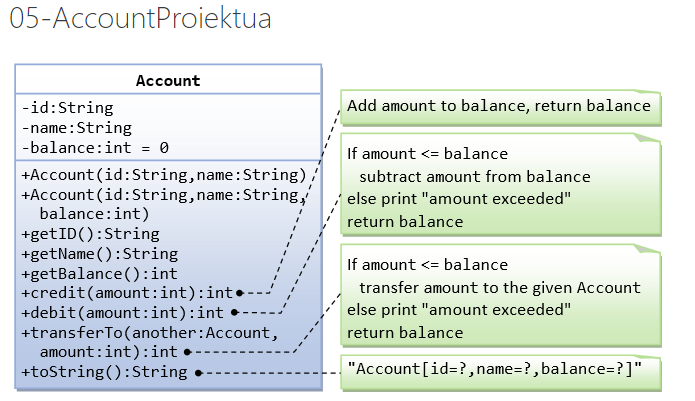 05-AccountProiektua
Account
-id:String
-name:String
-balance:int = 0
+Account(id:String,name:String)
+Account(id:String,name:String,
balance:int)
+getID():String
+getName():String
+getBalance():int
+credit(amount:int):int
+debit(amount:int):int
+transferTo(another:Account,
amount:int):int
+toString():String
Add amount to balance, return balance
If amount <= balance
subtract amount from balance
else print "amount exceeded"
return balance
If amount <= balance
transfer amount to the given Account
else print "amount exceeded"
return balance
"Account[id=?,name=?,balance=?]"